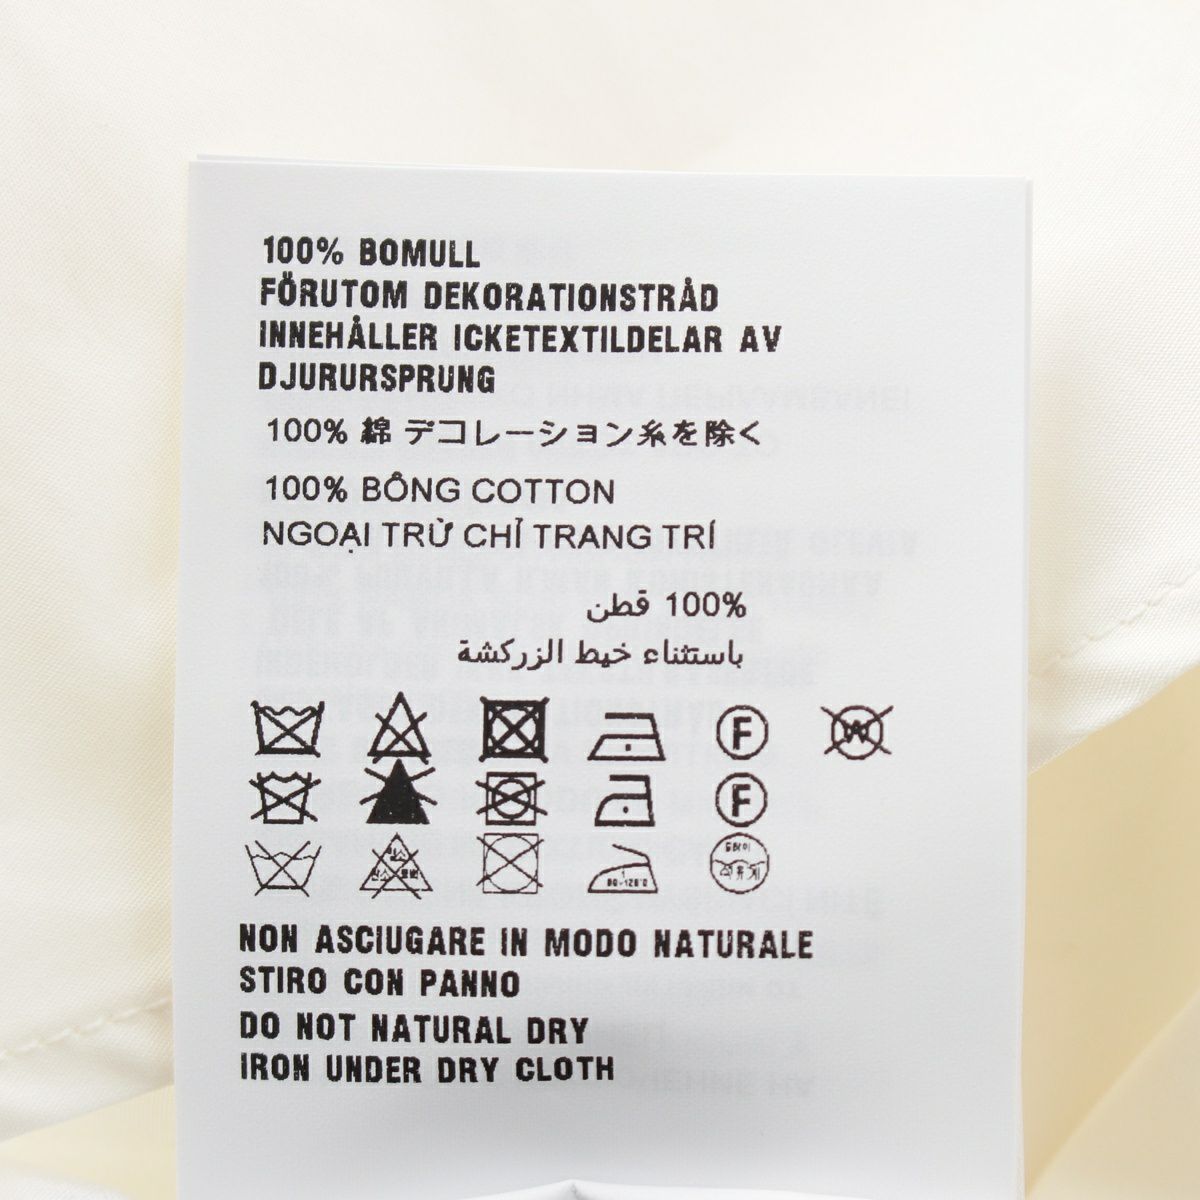 100% BOMULL
FÖRUTOM DEKORATIONSTRÅD
INNEHÅLLER ICKETEXTILDELAR AV
DJURURSPRUNG
100% 綿 デコレーション糸を除く
100% BÔNG COTTON
NGOẠI TRỪ CHỈ TRANG TRÍ
100% قطن
باستثناء خيط الزركشة
F W
F
80-120°C
NON ASCIUGARE IN MODO NATURALE
STIRO CON PANNO
DO NOT NATURAL DRY
IRON UNDER DRY CLOTH